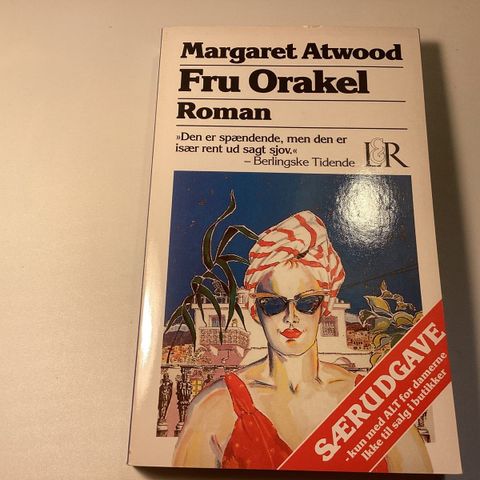 Margaret Atwood
Fru Orakel
Roman
»Den er spændende, men den er
især rent ud sagt sjov.«
– Berlingske Tidende
L&R
SÆRUDGAVE
- kun med ALT for damerne
Ikke til salg i butikker